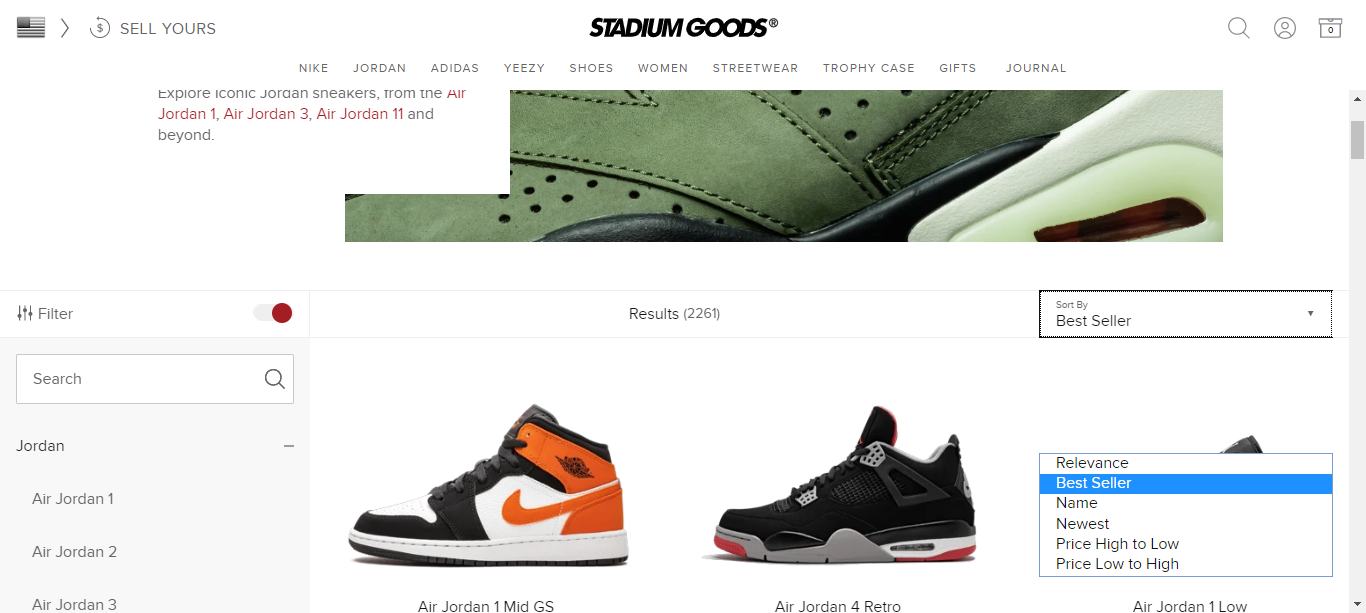 SELL YOURS
STADIUM GOODS®
0
NIKE JORDAN ADIDAS YEEZY SHOES WOMEN STREETWEAR TROPHY CASE GIFTS JOURNAL
Explore Iconic Jordan sneakers, from the Air
Jordan 1, Air Jordan 3, Air Jordan 11 and
beyond.
Filter
Results (2261)
Sort By
Best Seller
Search
Jordan
Air Jordan 1
Air Jordan 2
Air Jordan 3
Relevance
Best Seller
Name
Newest
Price High to Low
Price Low to High
Air Jordan 1 Mid GS
Air Jordan 4 Retro
Air Jordan 1 Low